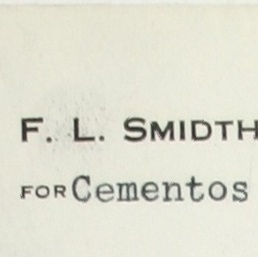 F. L. SMIDTH
FOR Cementos